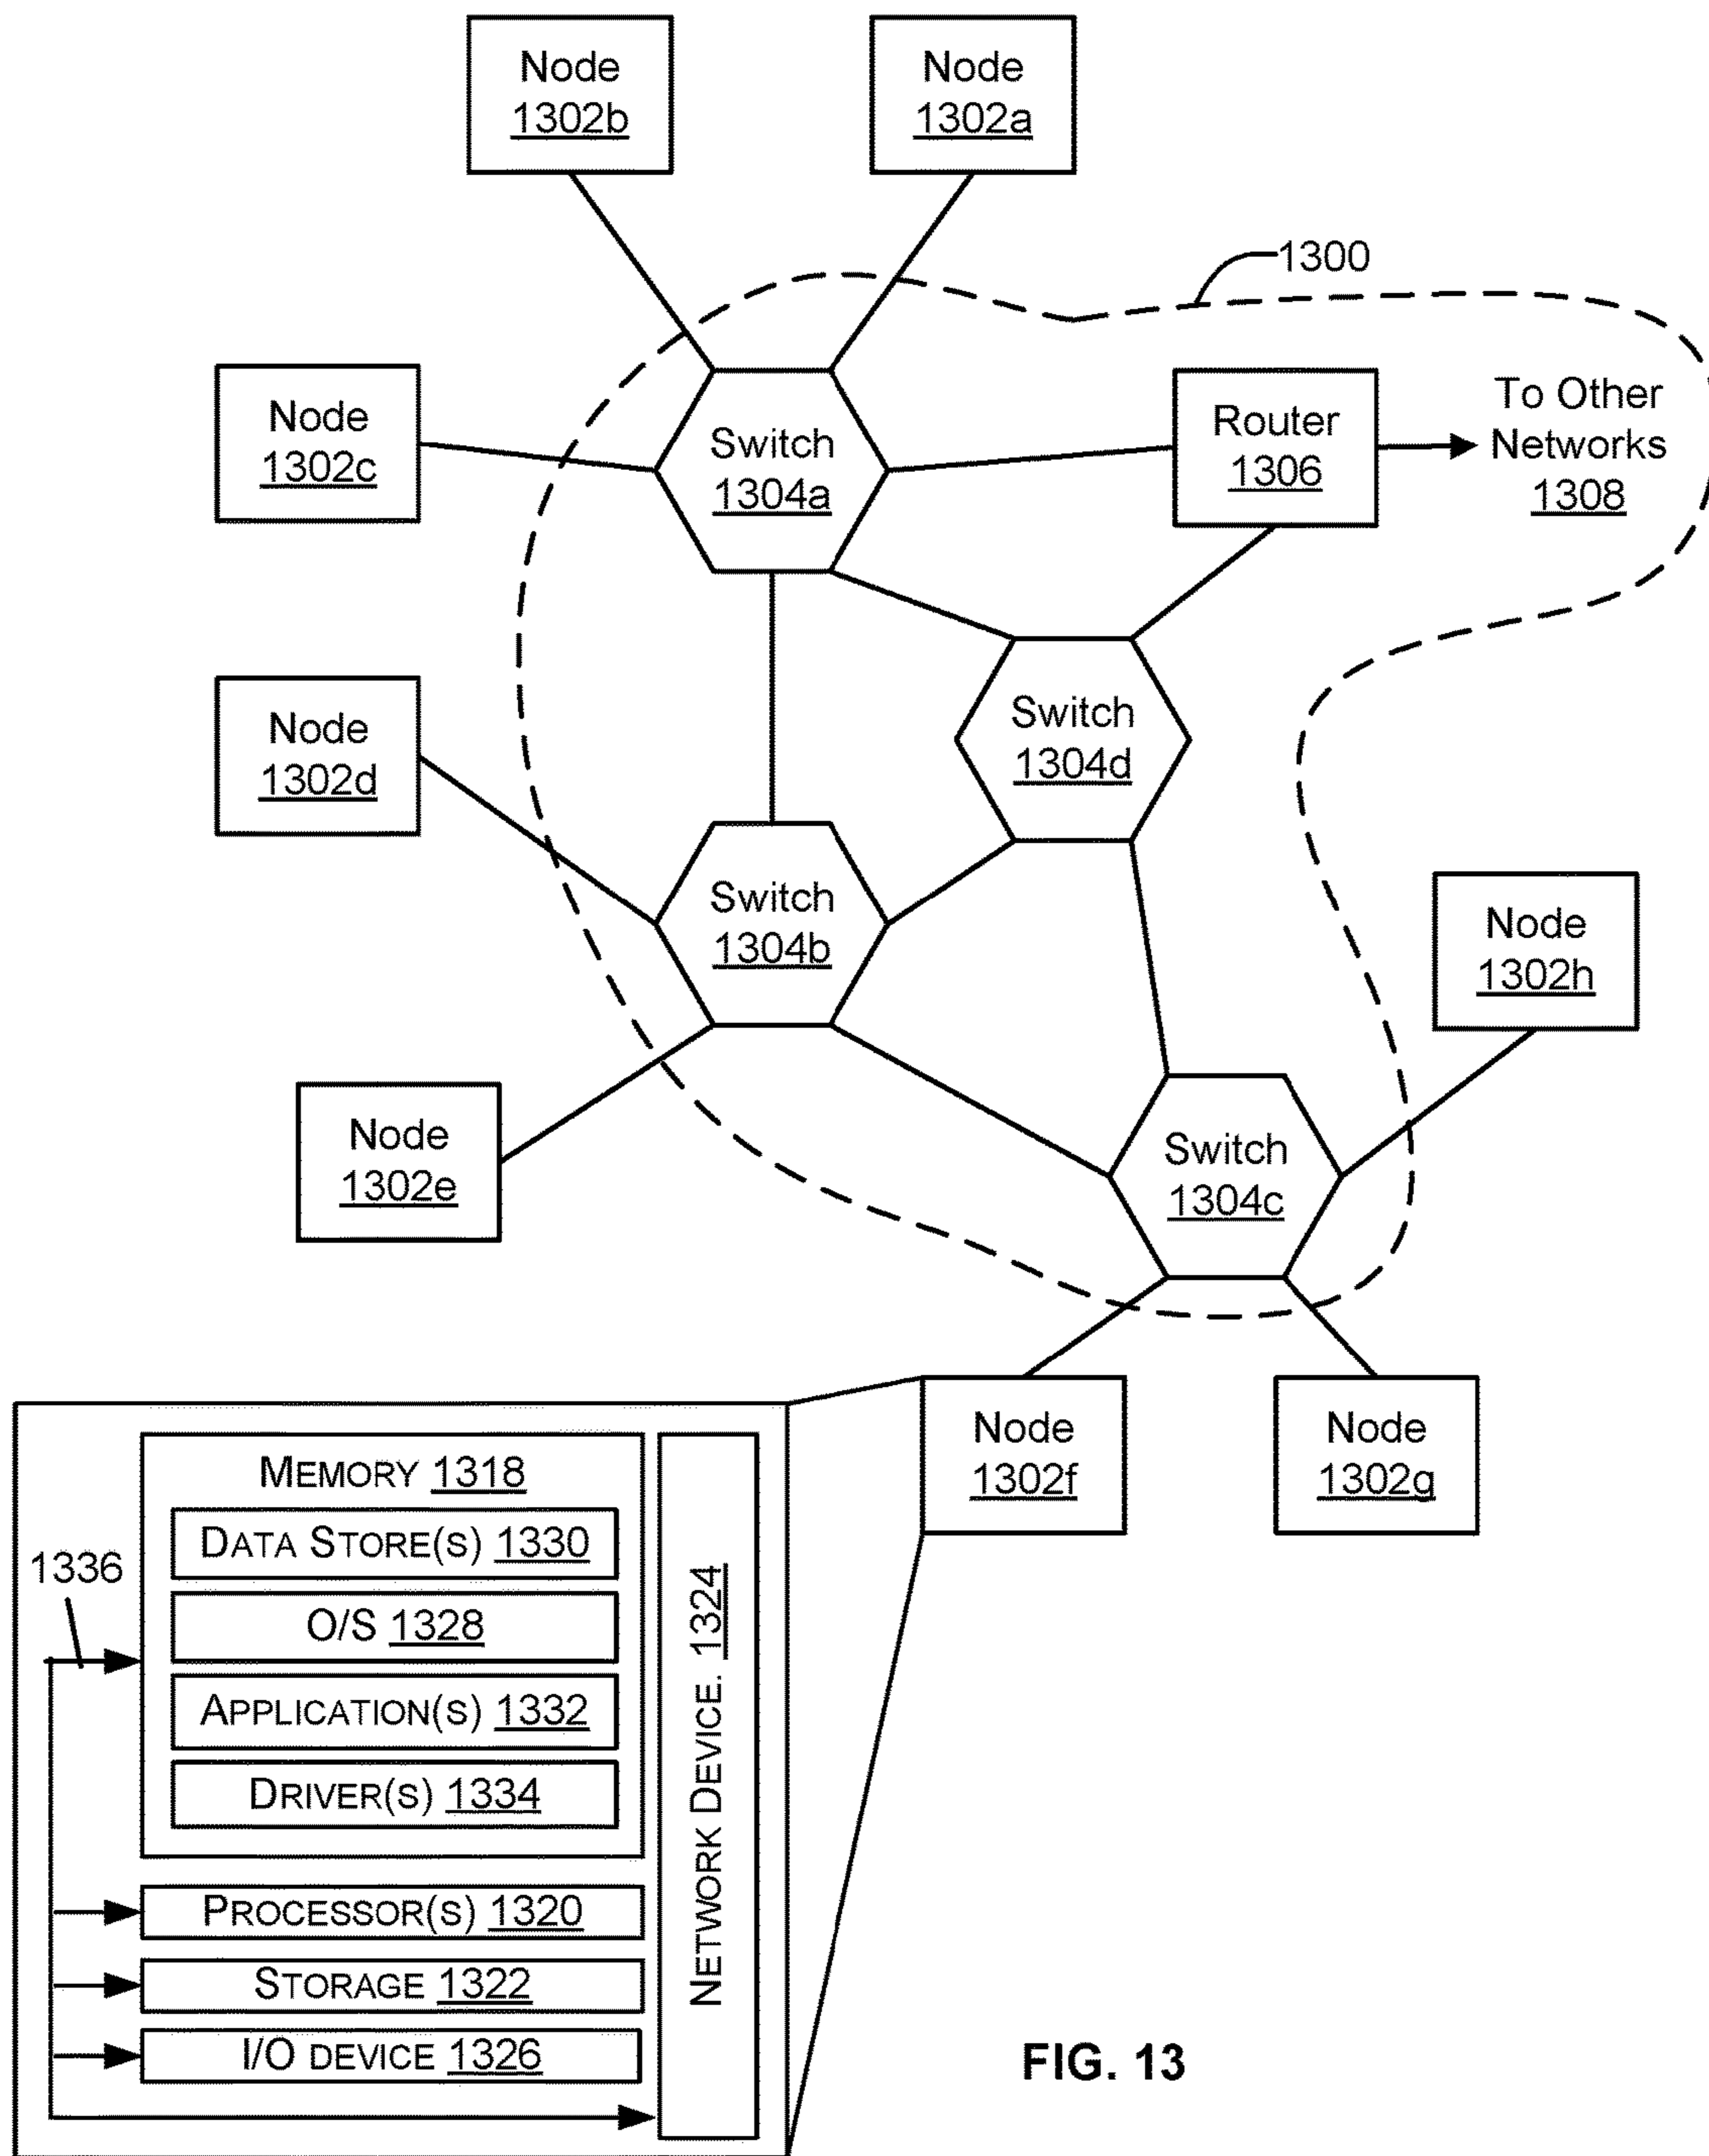 Node
1302b
Node
1302a
1300
Node
1302c
Switch
1304a
Router
1306
To Other
Networks
1308
Node
1302d
Switch
1304d
Switch
1304b
Node
1302h
Node
1302e
Switch
1304c
Node
1302f
Node
1302g
MEMORY 1318
DATA STORE(S) 1330
1336
O/S 1328
APPLICATION(S) 1332
DRIVER(S) 1334
NETWORK DEVICE. 1324
PROCESSOR(S) 1320
STORAGE 1322
I/O DEVICE 1326
FIG. 13